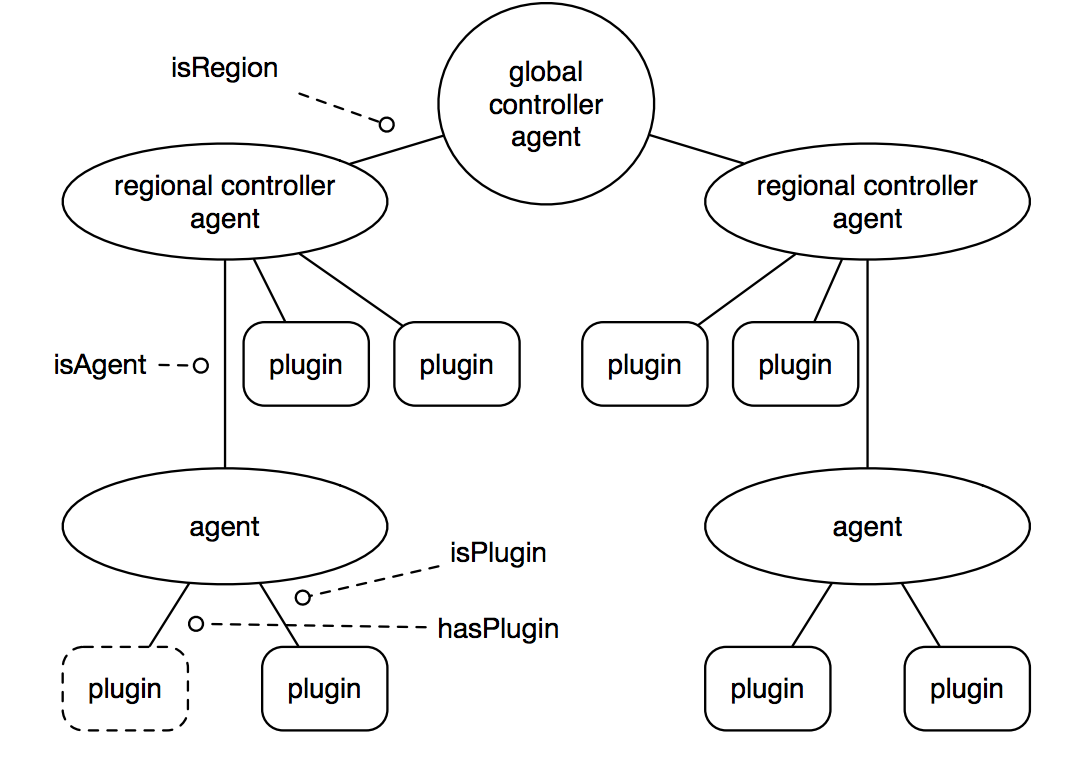 isRegion
global
controller
agent
regional controller
agent
regional controller
agent
isAgent
plugin
plugin
plugin
plugin
agent
agent
isPlugin
hasPlugin
plugin
plugin
plugin
plugin